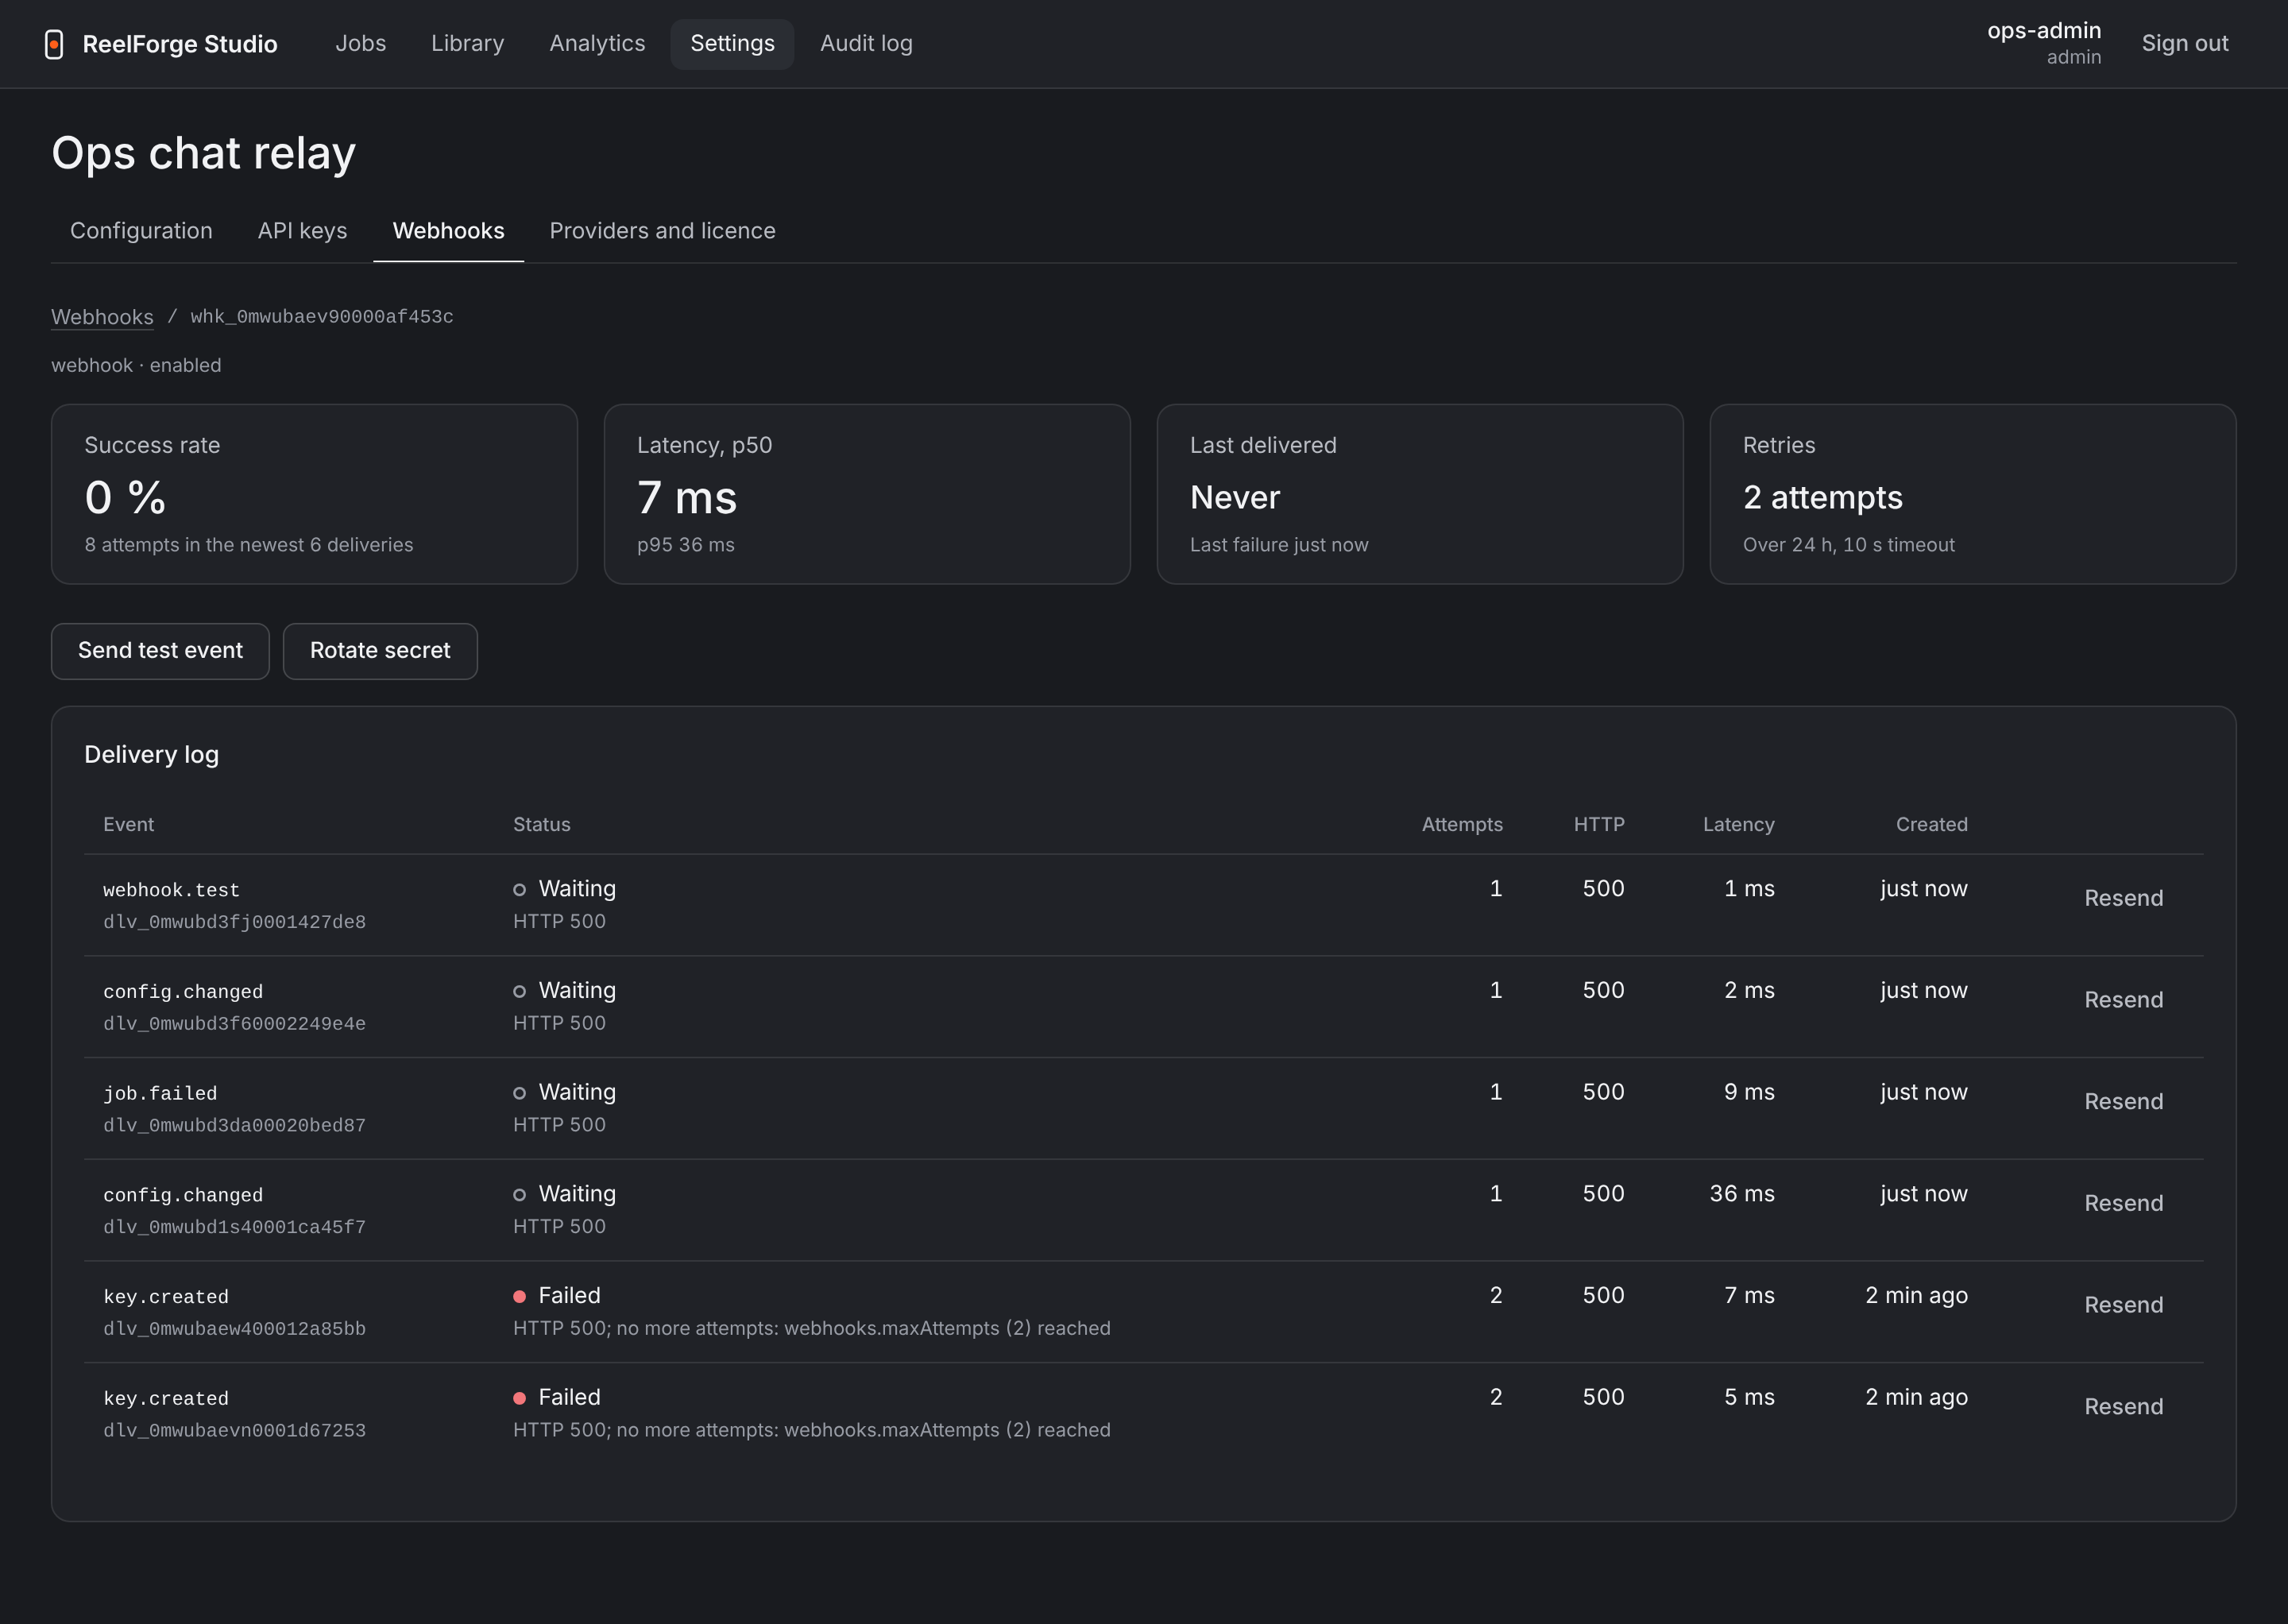 ReelForge Studio Jobs Library Analytics Settings Audit log ops-admin Sign out
admin
Ops chat relay
Configuration API keys Webhooks Providers and licence
Webhooks / whk_0mwubaev90000af453c
webhook · enabled
Success rate Latency, p50 Last delivered Retries
0 % 7 ms Never 2 attempts
8 attempts in the newest 6 deliveries p95 36 ms Last failure just now Over 24 h, 10 s timeout
Send test event Rotate secret
Delivery log
Event Status Attempts HTTP Latency Created
webhook.test Waiting 1 500 1 ms just now Resend
dlv_0mwubd3fj0001427de8 HTTP 500
config.changed Waiting 1 500 2 ms just now Resend
dlv_0mwubd3f60002249e4e HTTP 500
job.failed Waiting 1 500 9 ms just now Resend
dlv_0mwubd3da00020bed87 HTTP 500
config.changed Waiting 1 500 36 ms just now Resend
dlv_0mwubd1s40001ca45f7 HTTP 500
key.created Failed 2 500 7 ms 2 min ago Resend
dlv_0mwubaew400012a85bb HTTP 500; no more attempts: webhooks.maxAttempts (2) reached
key.created Failed 2 500 5 ms 2 min ago Resend
dlv_0mwubaevn0001d67253 HTTP 500; no more attempts: webhooks.maxAttempts (2) reached